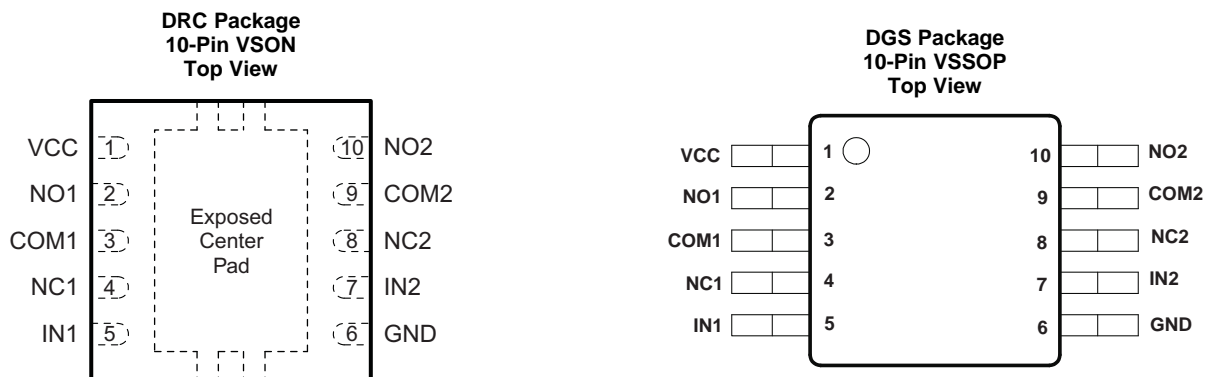 DRC Package
10-Pin VSON
Top View
VCC 1 10 NO2
NO1 2 9 COM2
COM1 3 8 NC2
NC1 4 7 IN2
IN1 5 6 GND
Exposed
Center
Pad
DGS Package
10-Pin VSSOP
Top View
VCC 1 10 NO2
NO1 2 9 COM2
COM1 3 8 NC2
NC1 4 7 IN2
IN1 5 6 GND